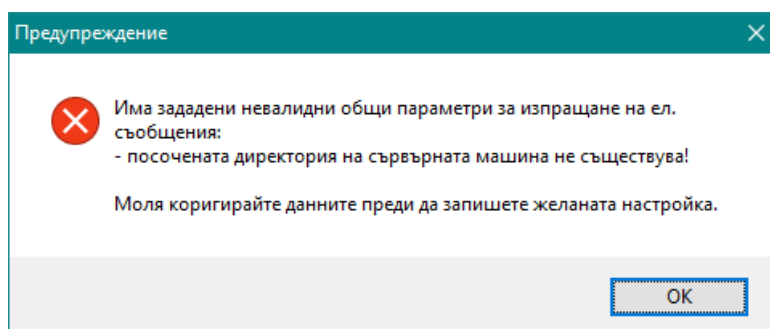 Предупреждение
Има зададени невалидни общи параметри за изпращане на ел.
съобщения:
- посочената директория на сървърната машина не съществува!
Моля коригирайте данните преди да запишете желаната настройка.
OK